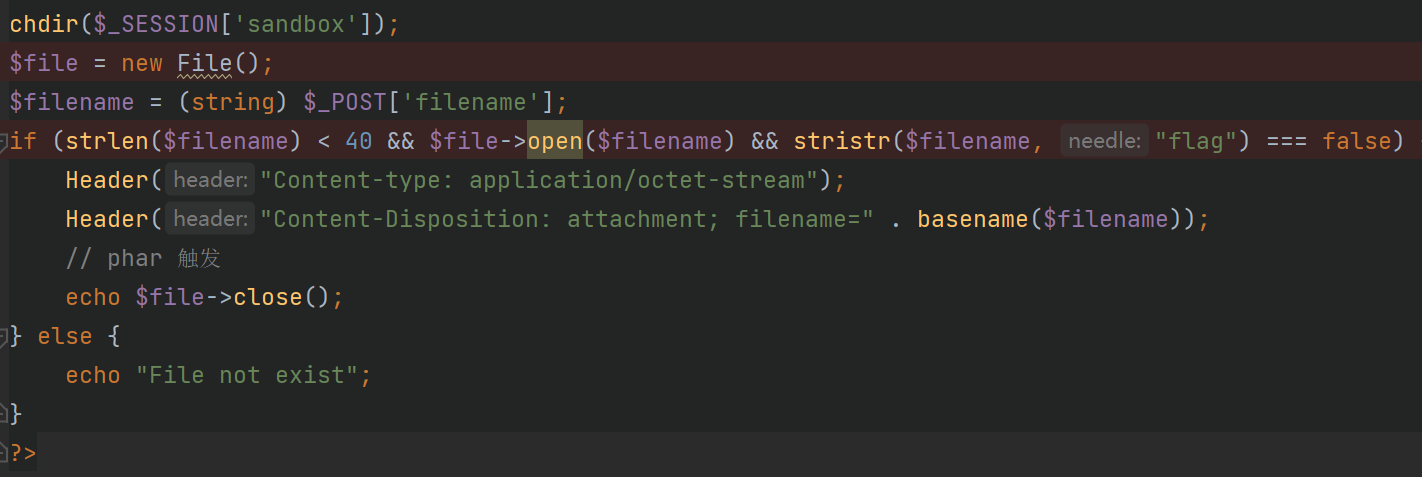 chdir($_SESSION['sandbox']);
$file = new File();
$filename = (string) $_POST['filename'];
if (strlen($filename) < 40 && $file->open($filename) && stristr($filename, needle: "flag") === false)
    Header( header: "Content-type: application/octet-stream");
    Header( header: "Content-Disposition: attachment; filename=" . basename($filename));
    // phar 触发
    echo $file->close();
} else {
    echo "File not exist";
}
?>